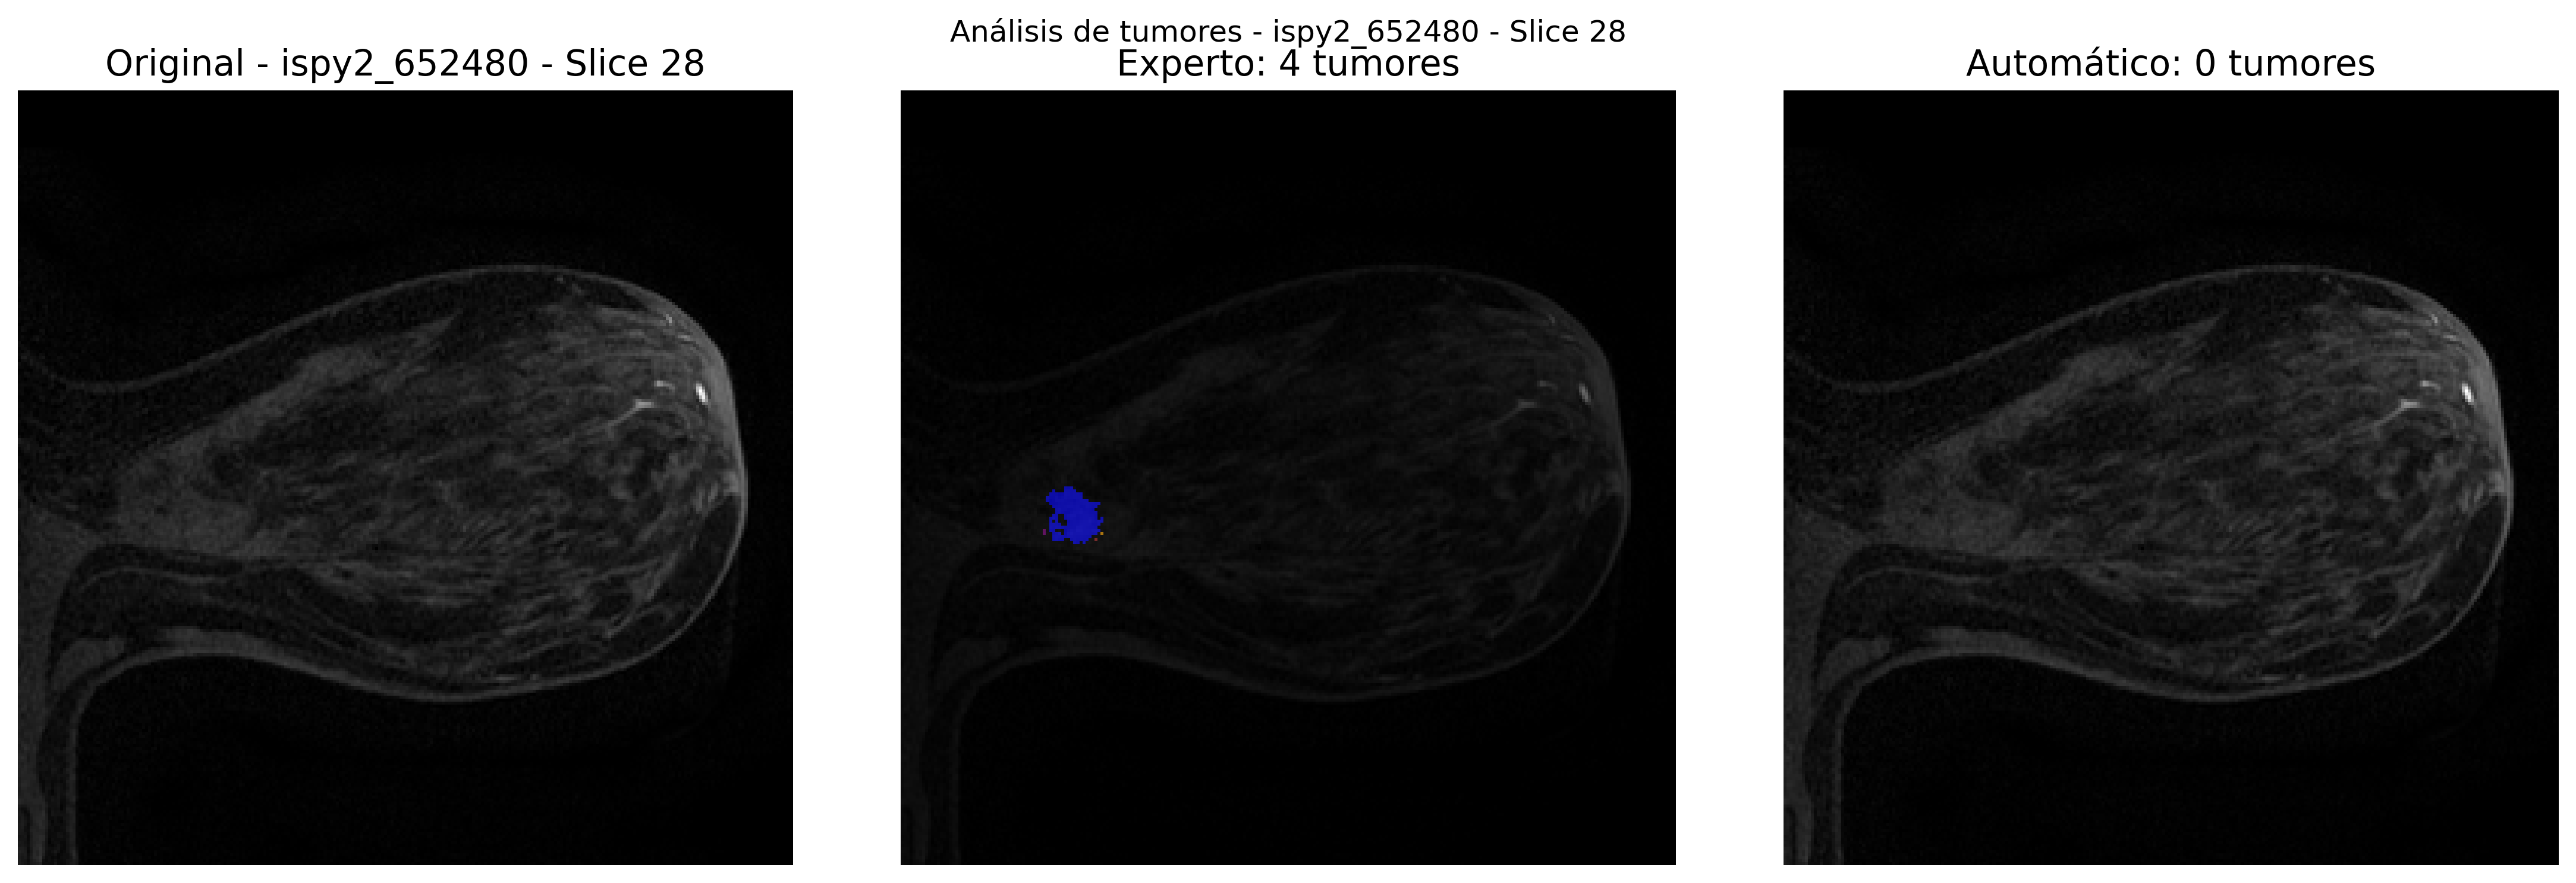 Análisis de tumores - ispy2_652480 - Slice 28
Original - ispy2_652480 - Slice 28
Experto: 4 tumores
Automático: 0 tumores